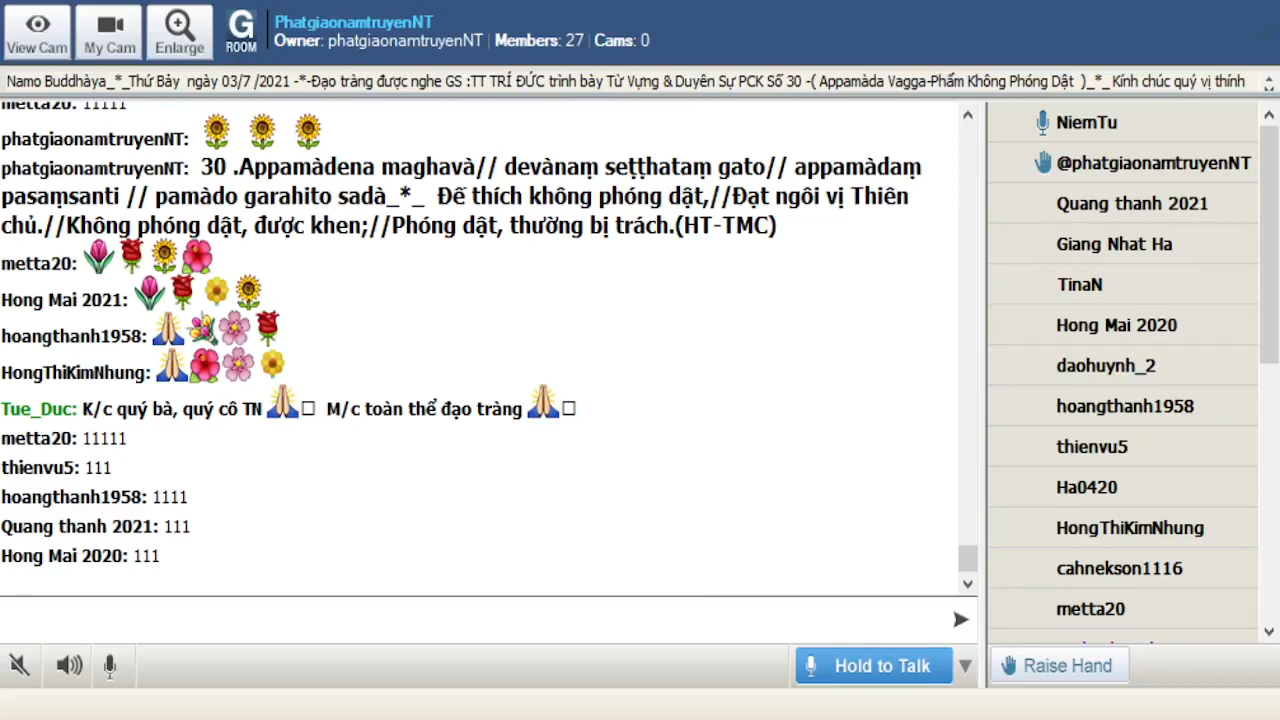 View Cam
My Cam
Enlarge
G
ROOM
PhatgiaonamtruyenNT
Owner: phatgiaonamtruyenNT | Members: 27 | Cams: 0
Namo Buddhàya_*_Thứ Bảy ngày 03/7 /2021 -*-Đạo tràng được nghe GS :TT TRÍ ĐỨC trình bày Từ Vựng & Duyên Sự PCK Số 30 -( Appamàda Vagga-Phẩm Không Phóng Dật )_*_ Kính chúc quý vị thính
metta20: 11111
phatgiaonamtruyenNT:
phatgiaonamtruyenNT: 30 .Appamàdena maghavà// devànaṃ seṭṭhataṃ gato// appamàdaṃ
pasaṃsanti // pamàdo garahito sadà_*_ Đế thích không phóng dật,//Đạt ngôi vị Thiên
chủ.//Không phóng dật, được khen;//Phóng dật, thường bị trách.(HT-TMC)
metta20:
Hong Mai 2021:
hoangthanh1958:
HongThiKimNhung:
Tue_Duc: K/c quý bà, quý cô TN M/c toàn thể đạo tràng
metta20: 11111
thienvu5: 111
hoangthanh1958: 1111
Quang thanh 2021: 111
Hong Mai 2020: 111
NiemTu
@phatgiaonamtruyenNT
Quang thanh 2021
Giang Nhat Ha
TinaN
Hong Mai 2020
daohuynh_2
hoangthanh1958
thienvu5
Ha0420
HongThiKimNhung
cahnekson1116
metta20
Hold to Talk
Raise Hand